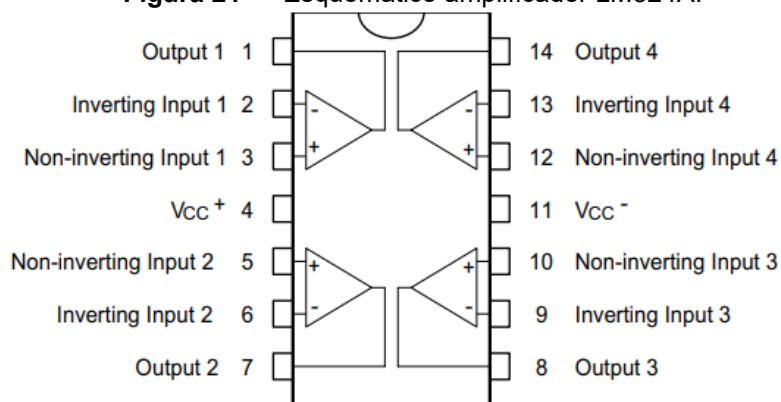 Output 1 1
14 Output 4
Inverting Input 1 2
13 Inverting Input 4
Non-inverting Input 1 3
12 Non-inverting Input 4
VCC + 4
11 VCC -
Non-inverting Input 2 5
10 Non-inverting Input 3
Inverting Input 2 6
9 Inverting Input 3
Output 2 7
8 Output 3
-
+
-
+
+
-
+
-